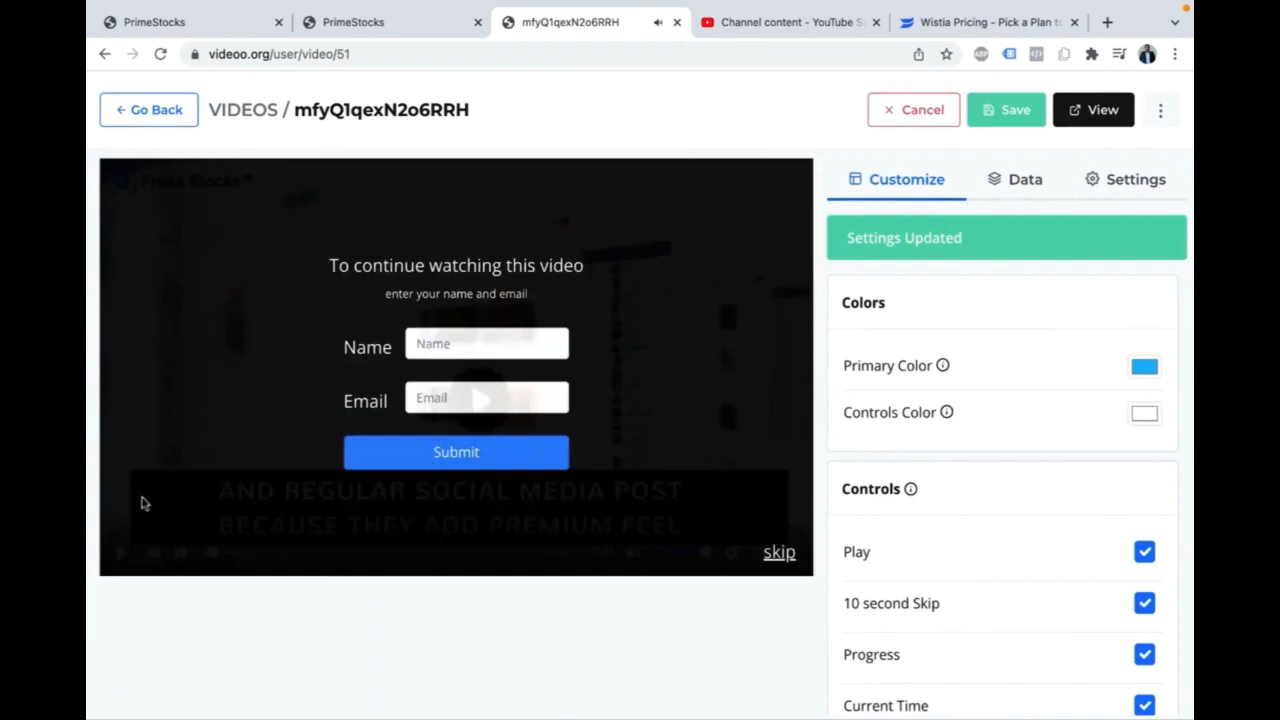 PrimeStocks
PrimeStocks
mfyQ1qexN2o6RRH
Channel content - YouTube S
Wistia Pricing - Pick a Plan to
videoo.org/user/video/51
Go Back
VIDEOS / mfyQ1qexN2o6RRH
Cancel
Save
View
Customize
Data
Settings
Settings Updated
Prime Stocks
To continue watching this video
enter your name and email
Name
Name
Email
Email
Submit
AND REGULAR SOCIAL MEDIA POST
BECAUSE THEY ADD PREMIUM FEEL
skip
Colors
Primary Color
Controls Color
Controls
Play
10 second Skip
Progress
Current Time